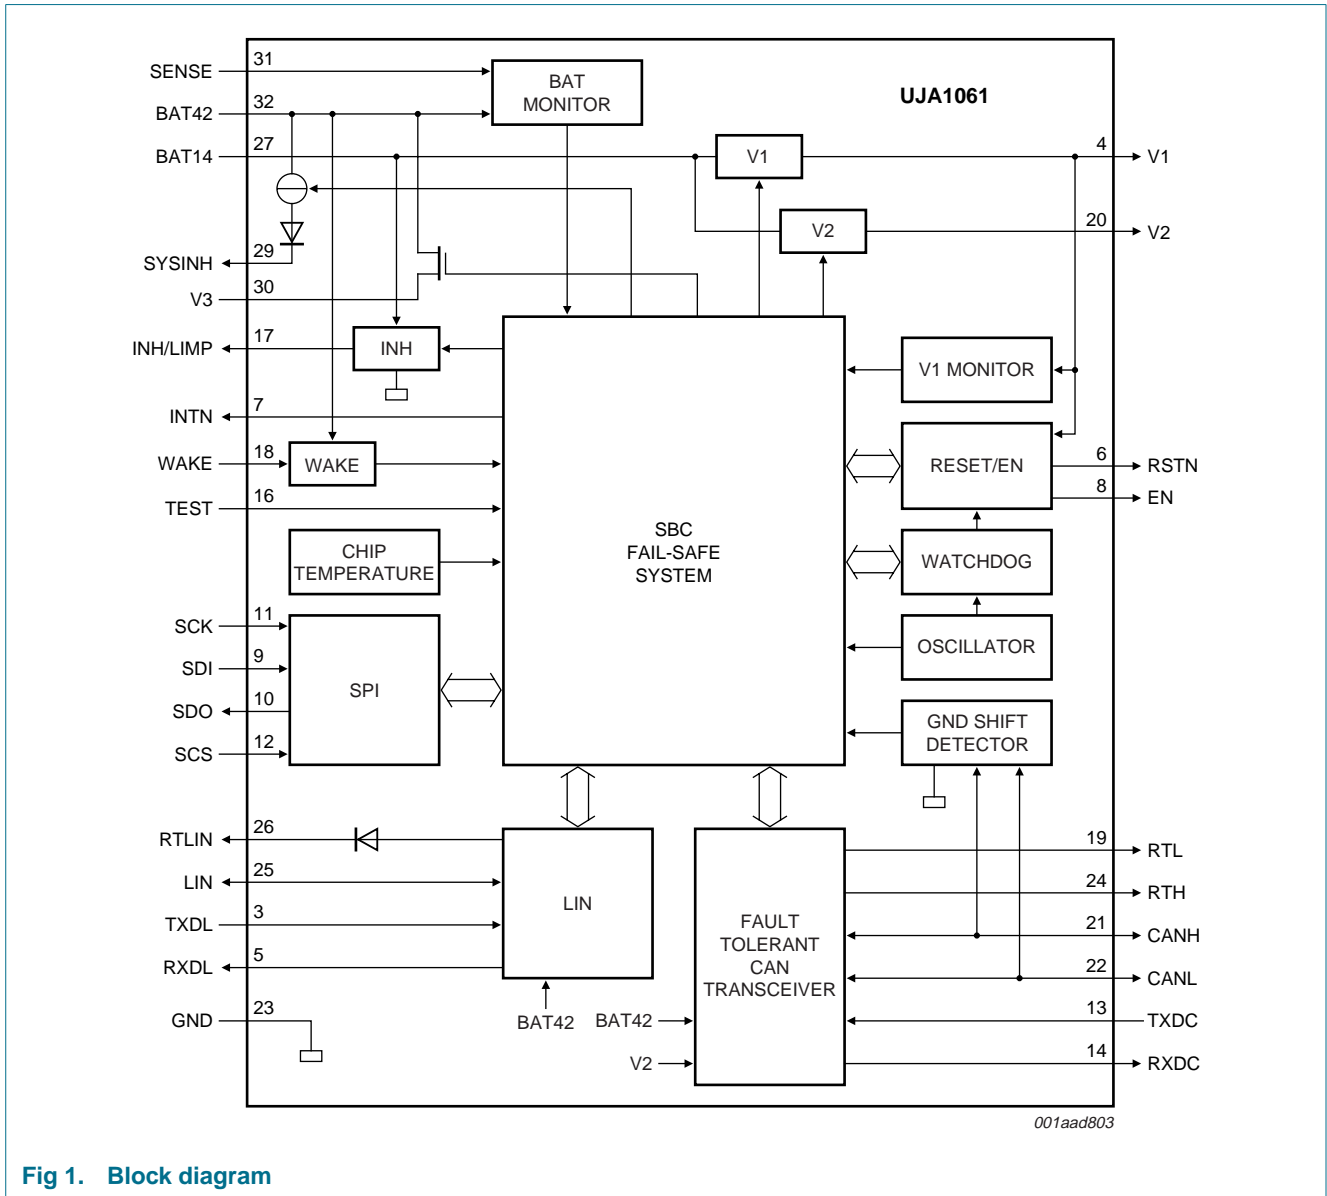 UJA1061
SENSE 31
BAT42 32
BAT14 27
SYSINH 29
V3 30
INH/LIMP 17
INTN 7
WAKE 18
TEST 16
SCK 11
SDI 9
SDO 10
SCS 12
RTLIN 26
LIN 25
TXDL 3
RXDL 5
GND 23
BAT
MONITOR
V1
V2
INH
WAKE
CHIP
TEMPERATURE
SPI
SBC
FAIL-SAFE
SYSTEM
V1 MONITOR
RESET/EN
WATCHDOG
OSCILLATOR
GND SHIFT
DETECTOR
LIN
BAT42
FAULT
TOLERANT
CAN
TRANSCEIVER
BAT42
V2
4 V1
20 V2
6 RSTN
8 EN
19 RTL
24 RTH
21 CANH
22 CANL
13 TXDC
14 RXDC
001aad803
Fig 1. Block diagram